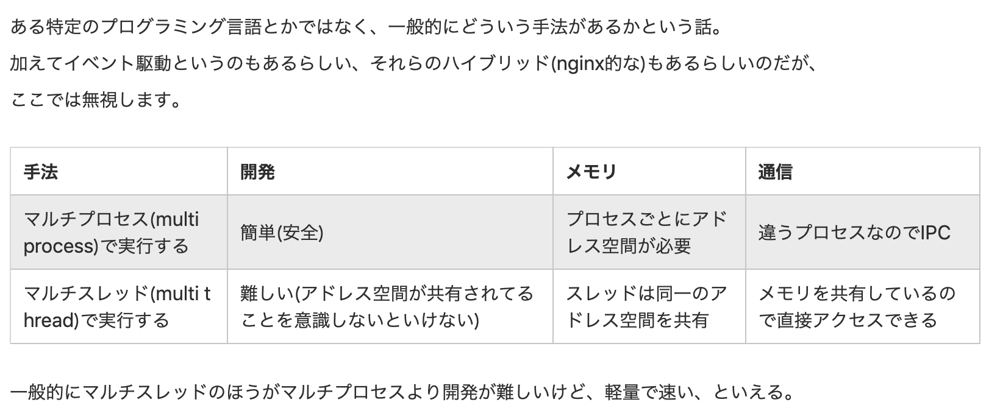 ある特定のプログラミング言語とかではなく、一般的にどういう手法があるかという話。
加えてイベント駆動というのもあるらしい、それらのハイブリッド(nginx的な)もあるらしいのだが、
ここでは無視します。
手法
開発
メモリ
通信
マルチプロセス(multi
process)で実行する
簡単(安全)
プロセスごとにアド
レス空間が必要
違うプロセスなのでIPC
マルチスレッド(multi t
hread)で実行する
難しい(アドレス空間が共有されてる
ことを意識しないといけない)
スレッドは同一のア
ドレス空間を共有
メモリを共有しているの
で直接アクセスできる
一般的にマルチスレッドのほうがマルチプロセスより開発が難しいけど、軽量で速い、といえる。